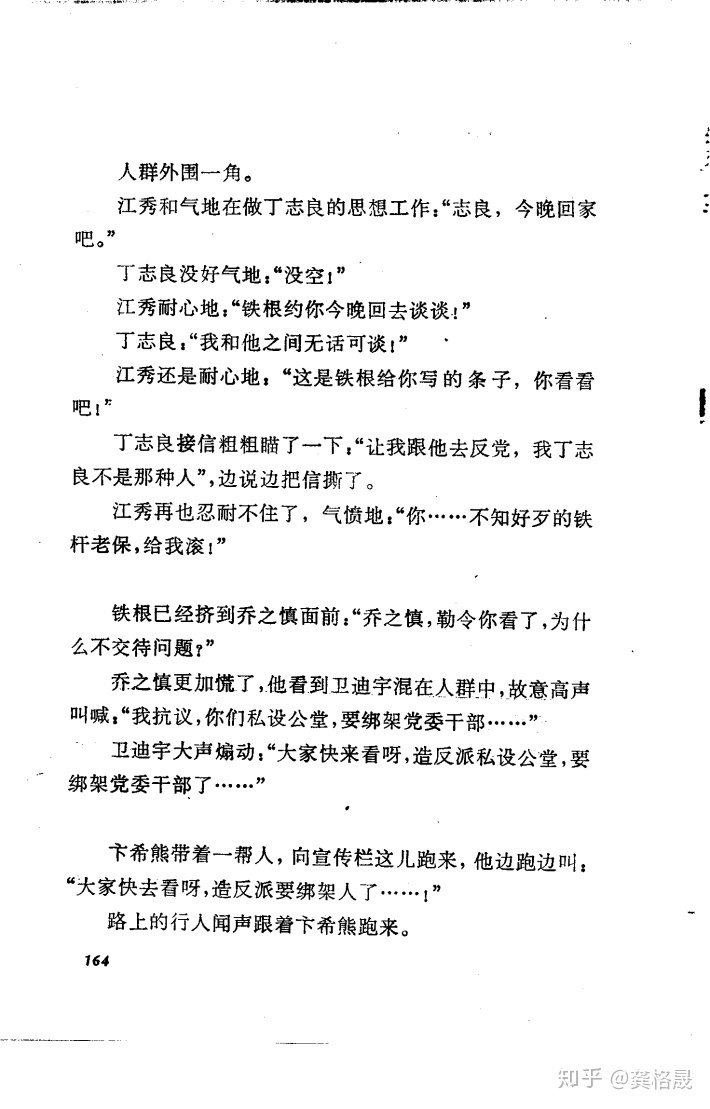 人群外围一角。
江秀和气地在做丁志良的思想工作：“志良，今晚回家
吧。”
丁志良没好气地：“没空！”
江秀耐心地：“铁根约你今晚回去谈谈！”
丁志良：“我和他之间无话可谈！”
江秀还是耐心地：“这是铁根给你写的条子，你看看
吧！”
丁志良接信粗粗瞄了一下：“让我跟他去反党，我丁志
良不是那种人”，边说边把信撕了。
江秀再也忍耐不住了，气愤地：“你……不知好歹的铁
杆老保，给我滚！”
铁根已经挤到乔之慎面前：“乔之慎，勒令你看了，为什
么不交待问题？”
乔之慎更加慌了，他看到卫迪宇混在人群中，故意高声
叫喊：“我抗议，你们私设公堂，要绑架党委干部……”
卫迪宇大声煽动：“大家快来看呀，造反派私设公堂，要
绑架党委干部了……”
卞希熊带着一帮人，向宣传栏这儿跑来，他边跑边叫：
“大家快去看呀，造反派要绑架人了……！”
路上的行人闻声跟着卞希熊跑来。
164
知乎 @龚格晟